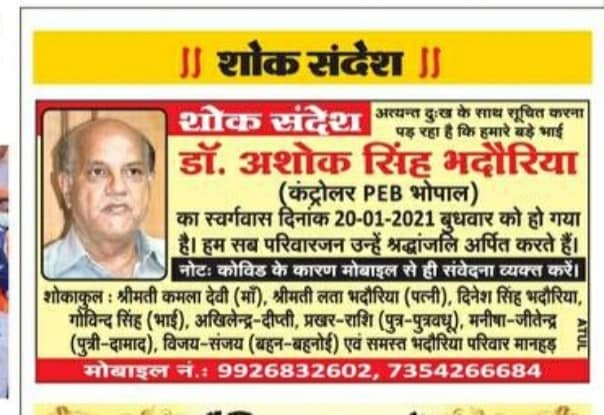 || शोक संदेश ||
शोक संदेश
अत्यन्त दुःख के साथ सूचित करना
पड़ रहा है कि हमारे बड़े भाई
डॉ. अशोक सिंह भदौरिया
(कंट्रोलर PEB भोपाल)
का स्वर्गवास दिनांक 20-01-2021 बुधवार को हो गया
है। हम सब परिवारजन उन्हें श्रद्धांजलि अर्पित करते हैं।
नोटः कोविड के कारण मोबाइल से ही संवेदना व्यक्त करें।
शोकाकुल : श्रीमती कमला देवी (माँ), श्रीमती लता भदौरिया (पत्नी), दिनेश सिंह भदौरिया,
गोविन्द सिंह (भाई), अखिलेन्द्र-दीप्ती, प्रखर-राशि (पुत्र-पुत्रवधू), मनीषा-जीतेन्द्र
(पुत्री-दामाद), विजय-संजय (बहन-बहनोई) एवं समस्त भदौरिया परिवार मानहड़
ATUL
मोबाइल नं.: 9926832602, 7354266684